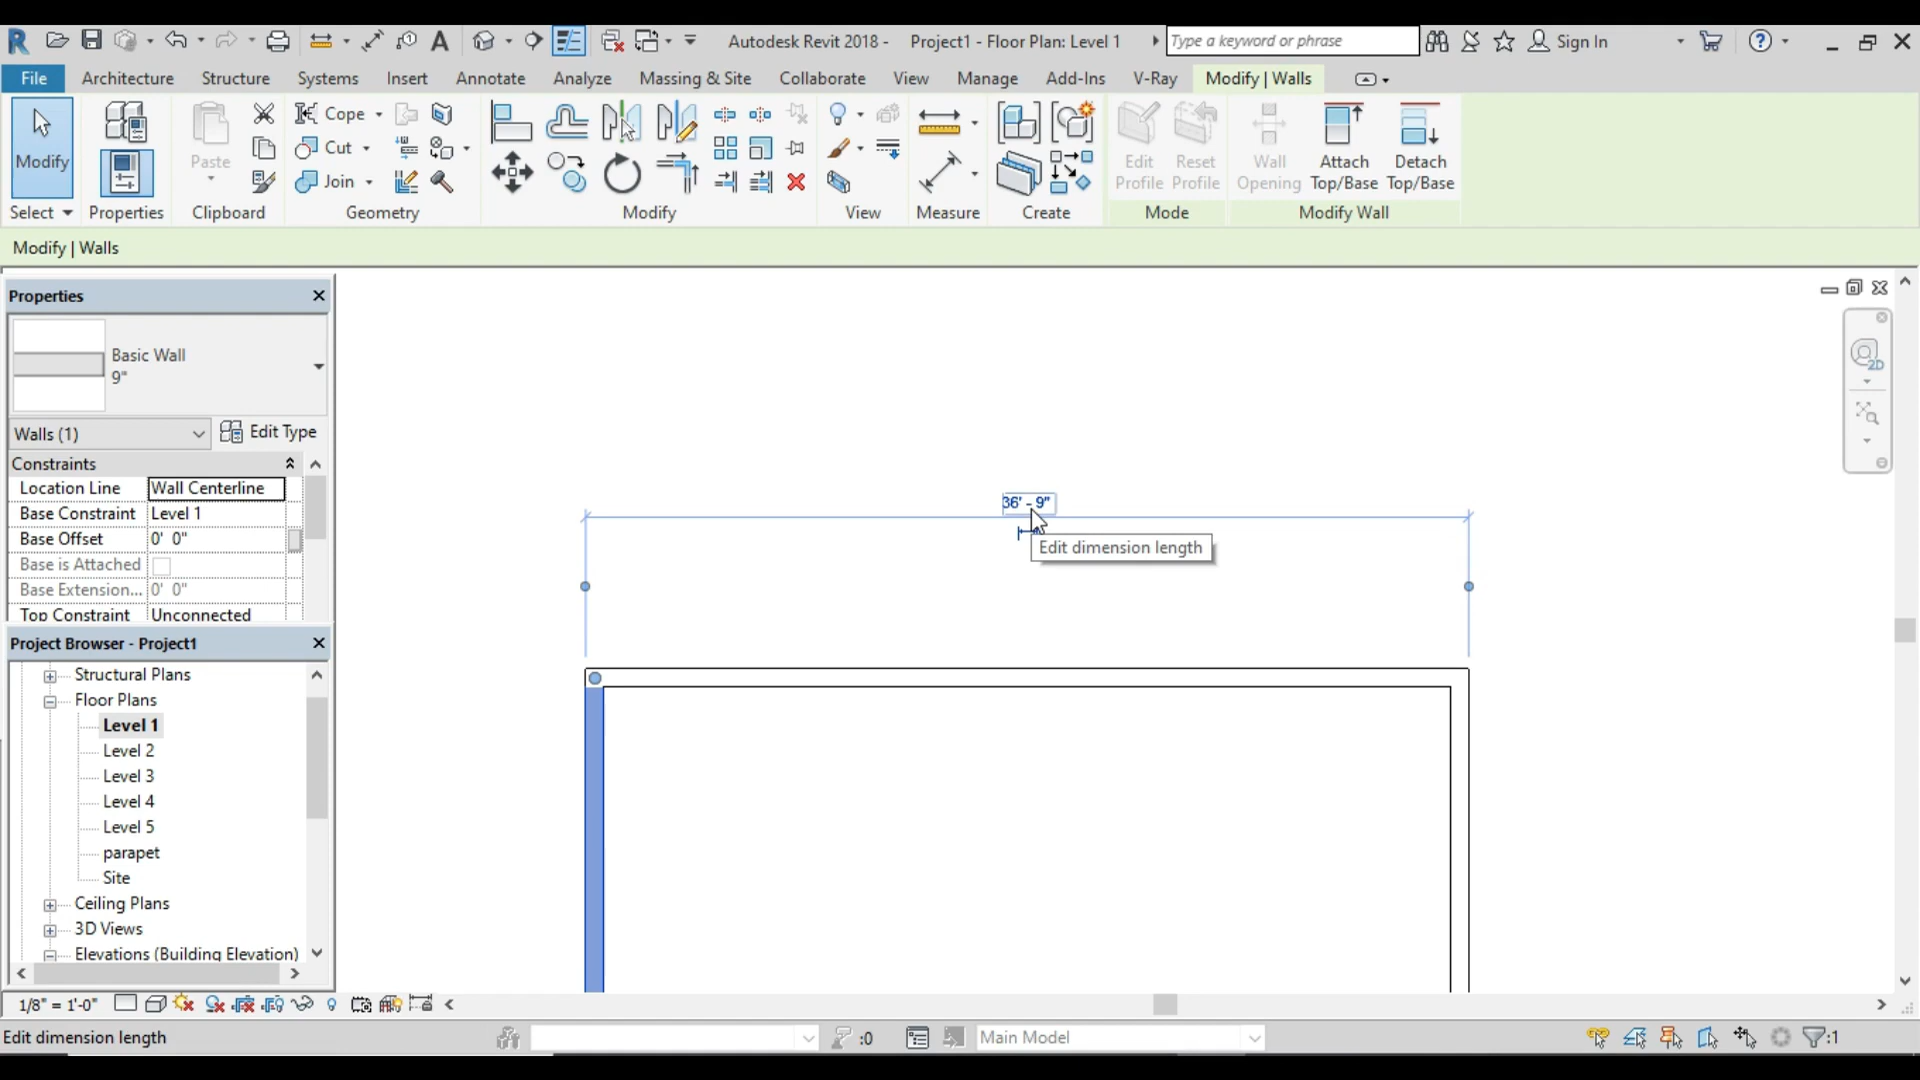 Autodesk Revit 2018 - Project1 - Floor Plan: Level 1
Type a keyword or phrase
Sign In
File Architecture Structure Systems Insert Annotate Analyze Massing & Site Collaborate View Manage Add-Ins V-Ray Modify | Walls
Cope
Cut
Join
Modify
Paste
Edit Profile
Reset Profile
Wall Opening
Attach Top/Base
Detach Top/Base
Select Properties Clipboard Geometry Modify View Measure Create Mode Modify Wall
Modify | Walls
Properties
Basic Wall
9"
Walls (1) Edit Type
Constraints
Location Line Wall Centerline
Base Constraint Level 1
Base Offset 0' 0"
Base is Attached
Base Extension... 0' 0"
Top Constraint Unconnected
Project Browser - Project1
Structural Plans
Floor Plans
Level 1
Level 2
Level 3
Level 4
Level 5
parapet
Site
Ceiling Plans
3D Views
Elevations (Building Elevation)
36' - 9"
Edit dimension length
2D
1/8" = 1'-0"
Edit dimension length
:0
Main Model
:1